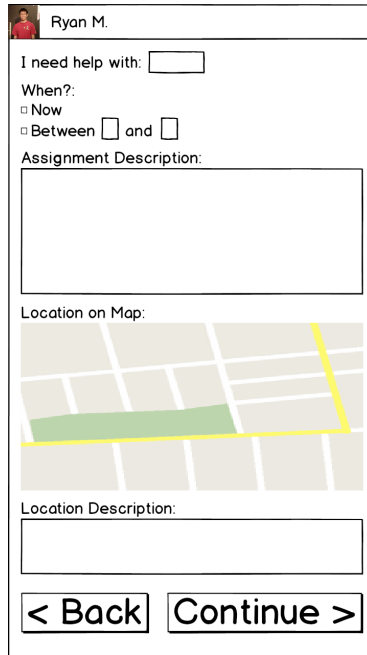 Ryan M.
I need help with:
When?:
Now
Between and
Assignment Description:
Location on Map:
Location Description:
< Back Continue >